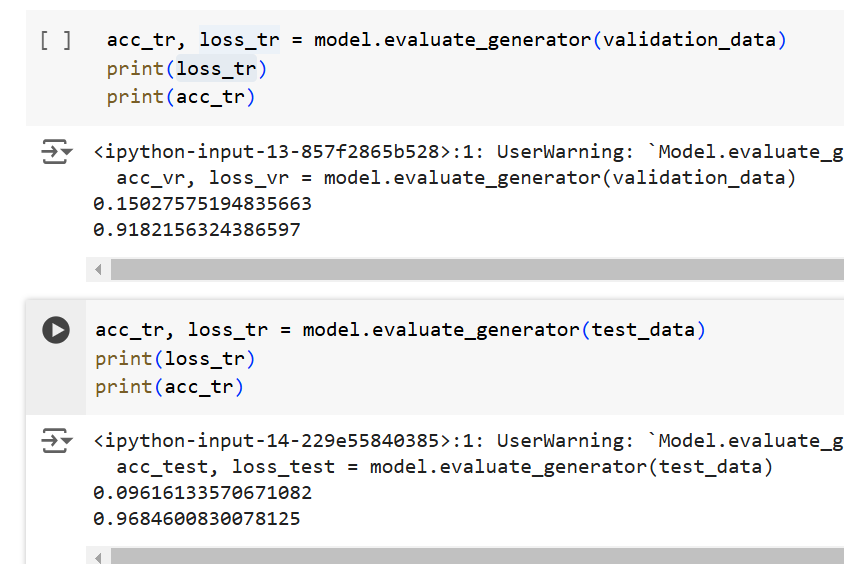 [ ] acc_tr, loss_tr = model.evaluate_generator(validation_data)
print(loss_tr)
print(acc_tr)
<ipython-input-13-857f2865b528>:1: UserWarning: `Model.evaluate_g
acc_vr, loss_vr = model.evaluate_generator(validation_data)
0.15027575194835663
0.9182156324386597
acc_tr, loss_tr = model.evaluate_generator(test_data)
print(loss_tr)
print(acc_tr)
<ipython-input-14-229e55840385>:1: UserWarning: `Model.evaluate_g
acc_test, loss_test = model.evaluate_generator(test_data)
0.09616133570671082
0.9684600830078125